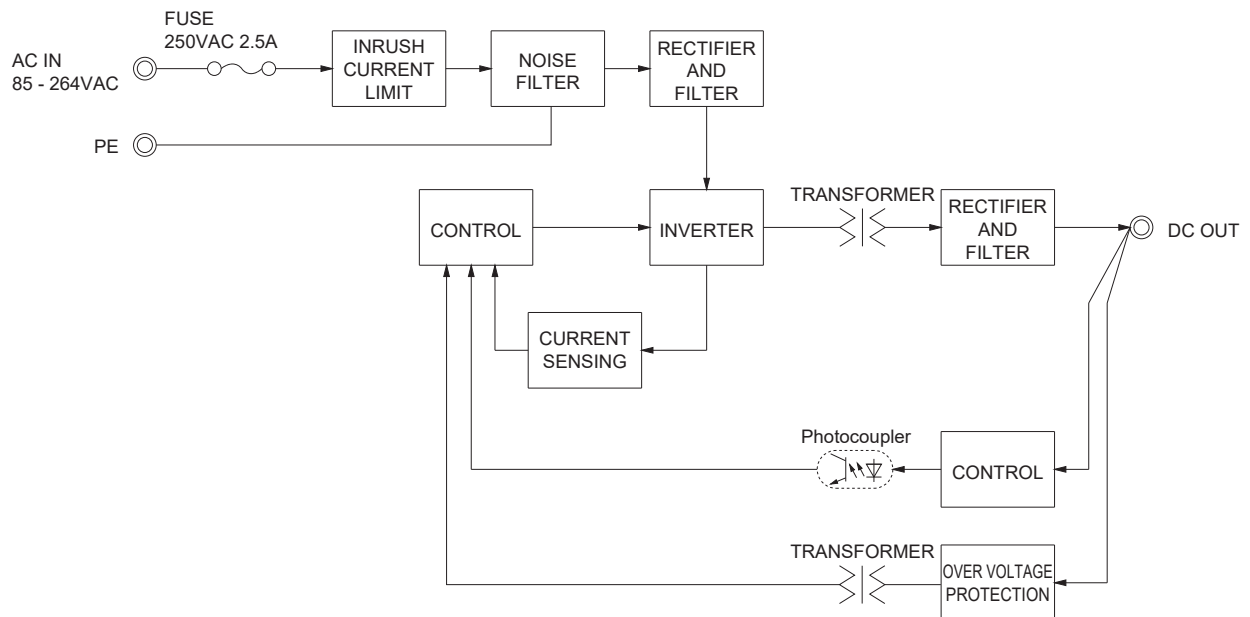 FUSE
250VAC 2.5A
AC IN
85 - 264VAC
INRUSH
CURRENT
LIMIT
NOISE
FILTER
RECTIFIER
AND
FILTER
PE
CONTROL
INVERTER
TRANSFORMER
RECTIFIER
AND
FILTER
DC OUT
CURRENT
SENSING
Photocoupler
CONTROL
TRANSFORMER
OVER VOLTAGE
PROTECTION